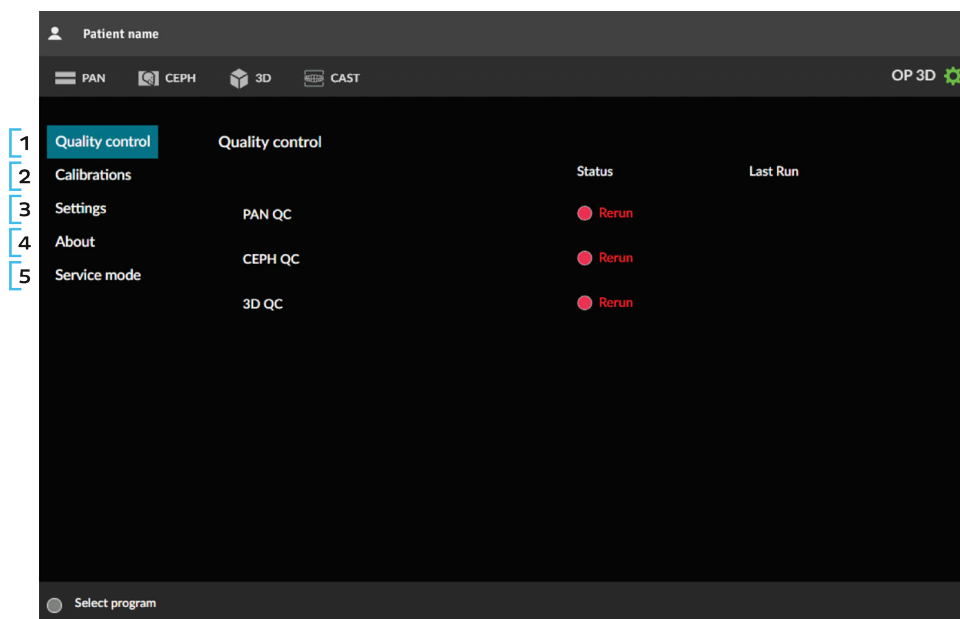 Patient name
PAN CEPH 3D CAST OP 3D
1 Quality control Quality control
2 Calibrations Status Last Run
3 Settings PAN QC Rerun
4 About CEPH QC Rerun
5 Service mode
3D QC Rerun
Select program